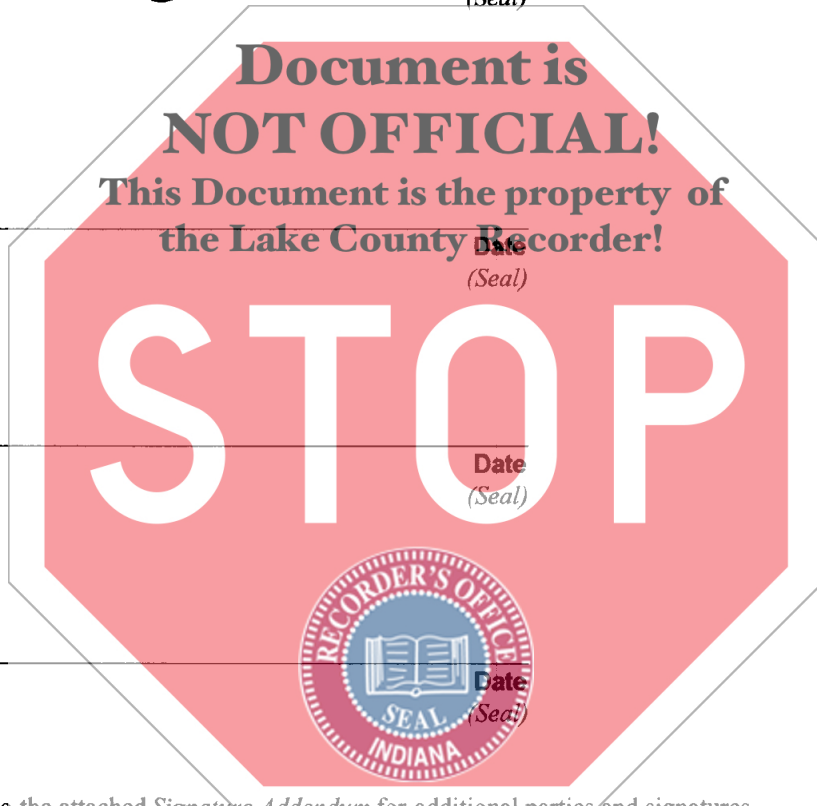 (Seal)
Document is
NOT OFFICIAL!
This Document is the property of
the Lake County Recorder!
Date
(Seal)
STOP
Date
(Seal)
RECORDER'S OFFICE
Date
SEAL
(Seal)
INDIANA
the attached Signature Addendum for additional parties and signatures